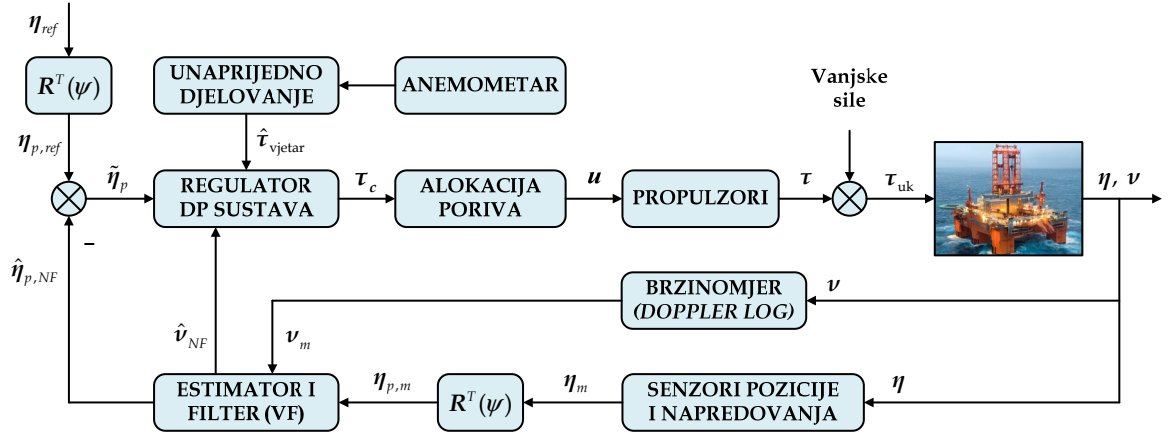 η_ref
R^T(ψ)
UNAPRIJEDNO
DJELOVANJE
ANEMOMETAR
Vanjske
sile
η_p,ref
τ̂_vjetar
η̃_p
REGULATOR
DP SUSTAVA
τ_c
ALOKACIJA
PORIVA
u
PROPULZORI
τ
τ_uk
η, ν
–
η̂_p,NF
ν̂_NF
ν_m
BRZINOMJER
(DOPPLER LOG)
ν
ESTIMATOR I
FILTER (VF)
η_p,m
R^T(ψ)
η_m
SENZORI POZICIJE
I NAPREDOVANJA
η